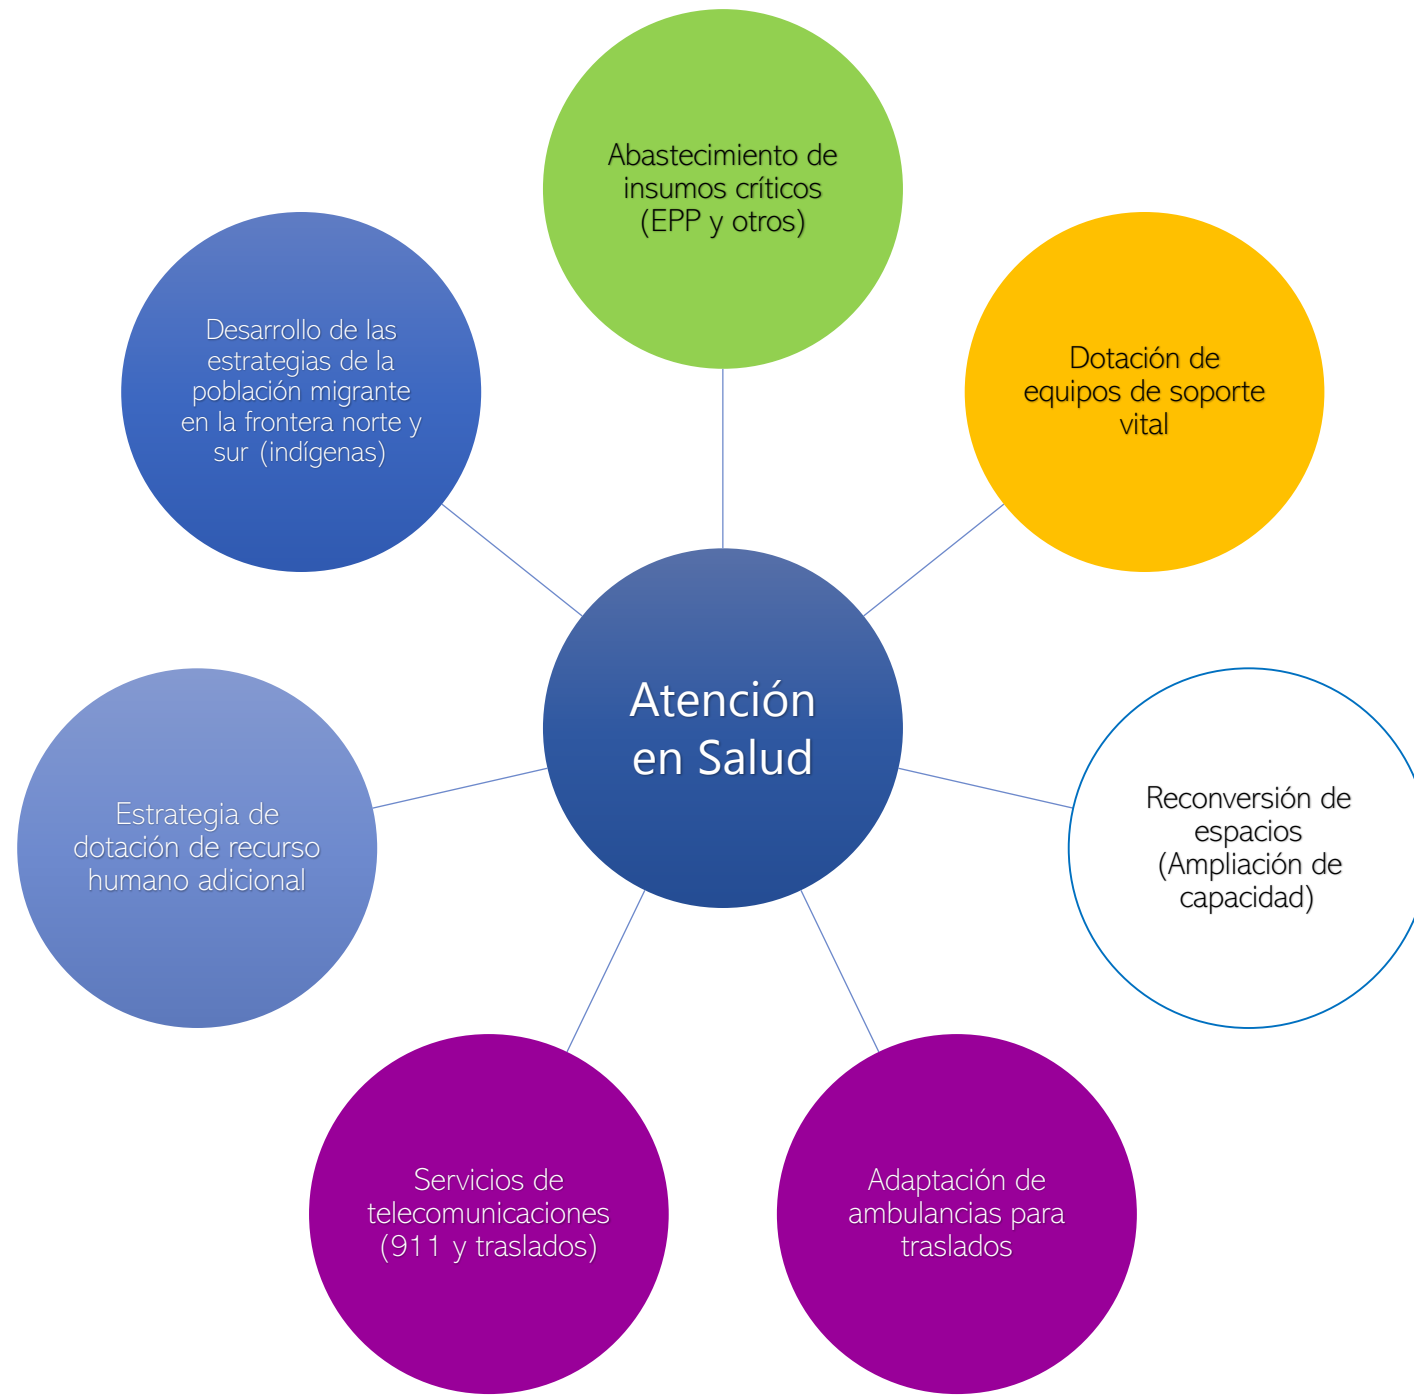 Abastecimiento de
insumos críticos
(EPP y otros)
Dotación de
equipos de soporte
vital
Reconversión de
espacios
(Ampliación de
capacidad)
Adaptación de
ambulancias para
traslados
Servicios de
telecomunicaciones
(911 y traslados)
Estrategia de
dotación de recurso
humano adicional
Desarrollo de las
estrategias de la
población migrante
en la frontera norte y
sur (indígenas)
Atención
en Salud